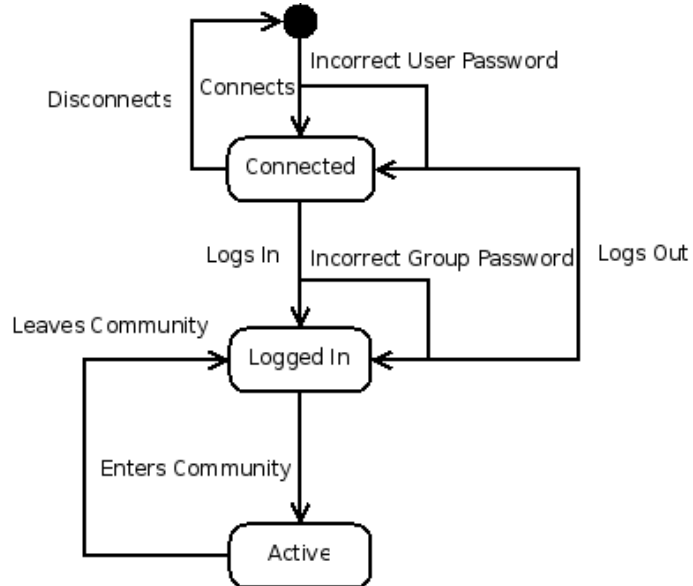 Incorrect User Password
Connects
Disconnects
Connected
Logs In
Incorrect Group Password
Logs Out
Leaves Community
Logged In
Enters Community
Active